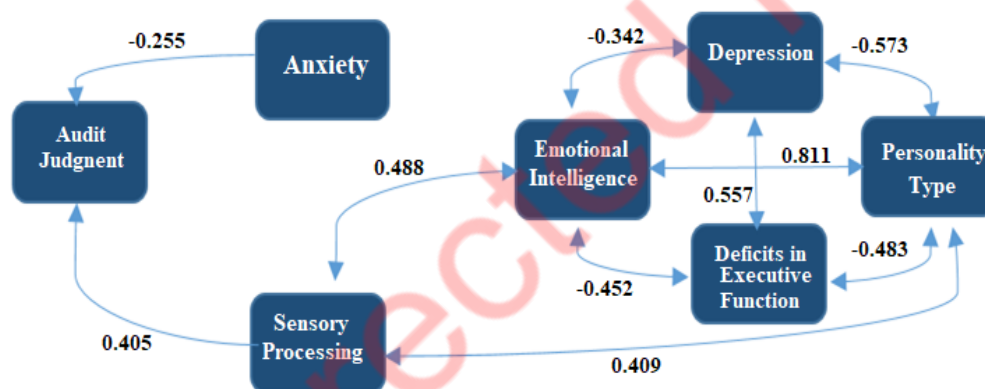 -0.255
Anxiety
Audit
Judgment
-0.342
Depression
-0.573
Emotional
Intelligence
0.488
0.811
Personality
Type
0.557
Deficits in
Executive
Function
-0.483
-0.452
Sensory
Processing
0.405
0.409